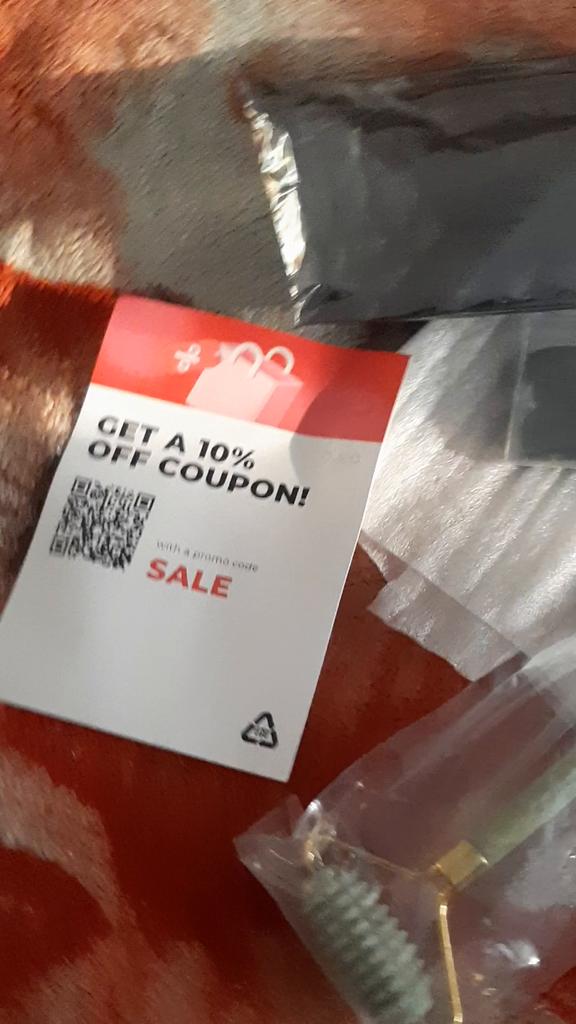 GET A 10%
OFF COUPON!
with a promo code
SALE